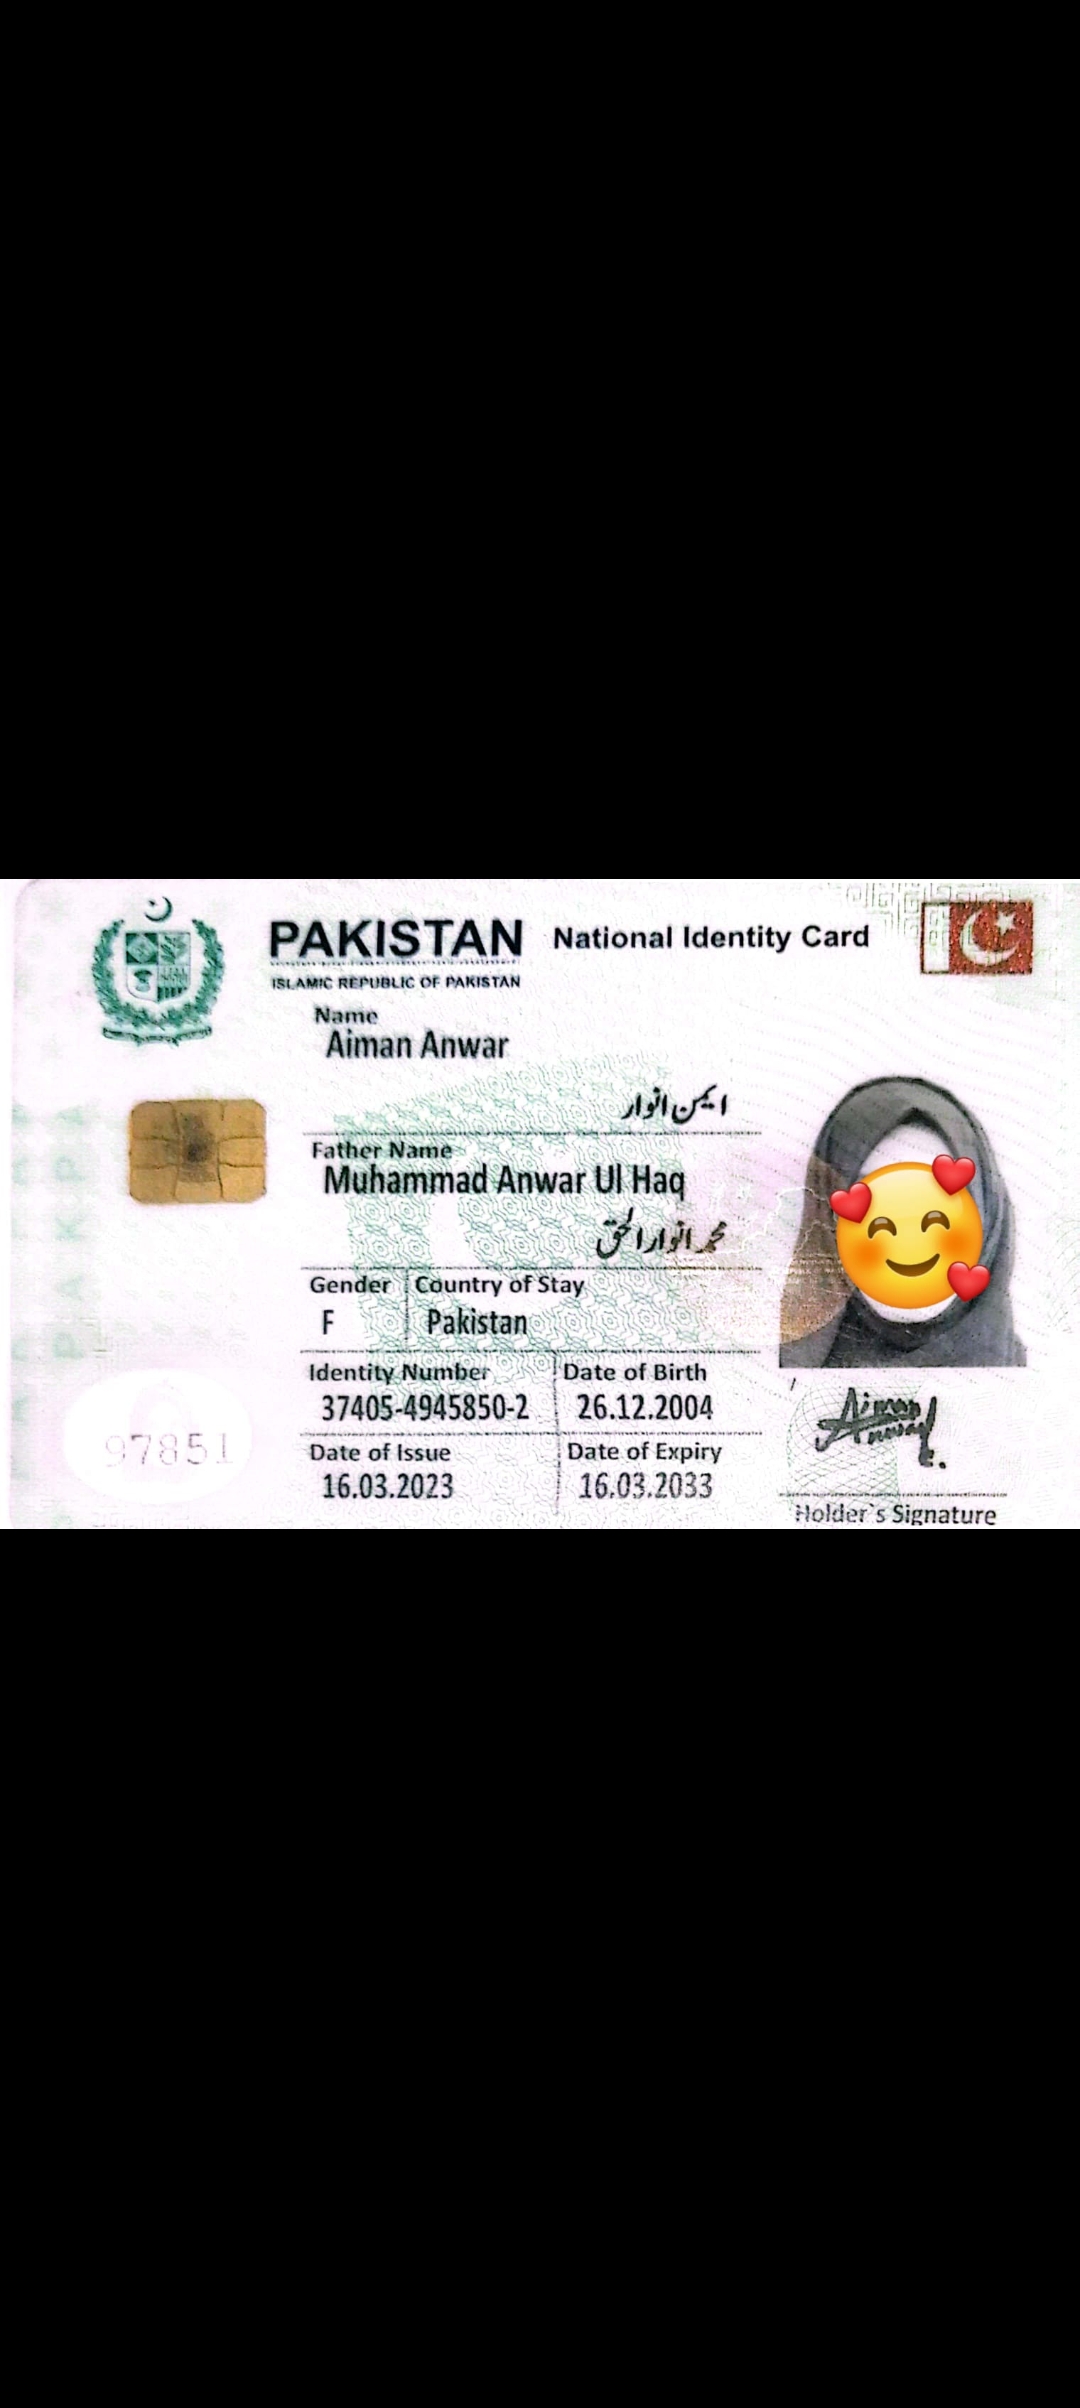 PAKISTAN National Identity Card
ISLAMIC REPUBLIC OF PAKISTAN
Name
Aiman Anwar
ایمن انوار
Father Name
Muhammad Anwar Ul Haq
محمد انوار الحق
Gender Country of Stay
F Pakistan
Identity Number Date of Birth
37405-4945850-2 26.12.2004
97851
Date of Issue Date of Expiry
16.03.2023 16.03.2033
Aiman
Anwar
Holder's Signature